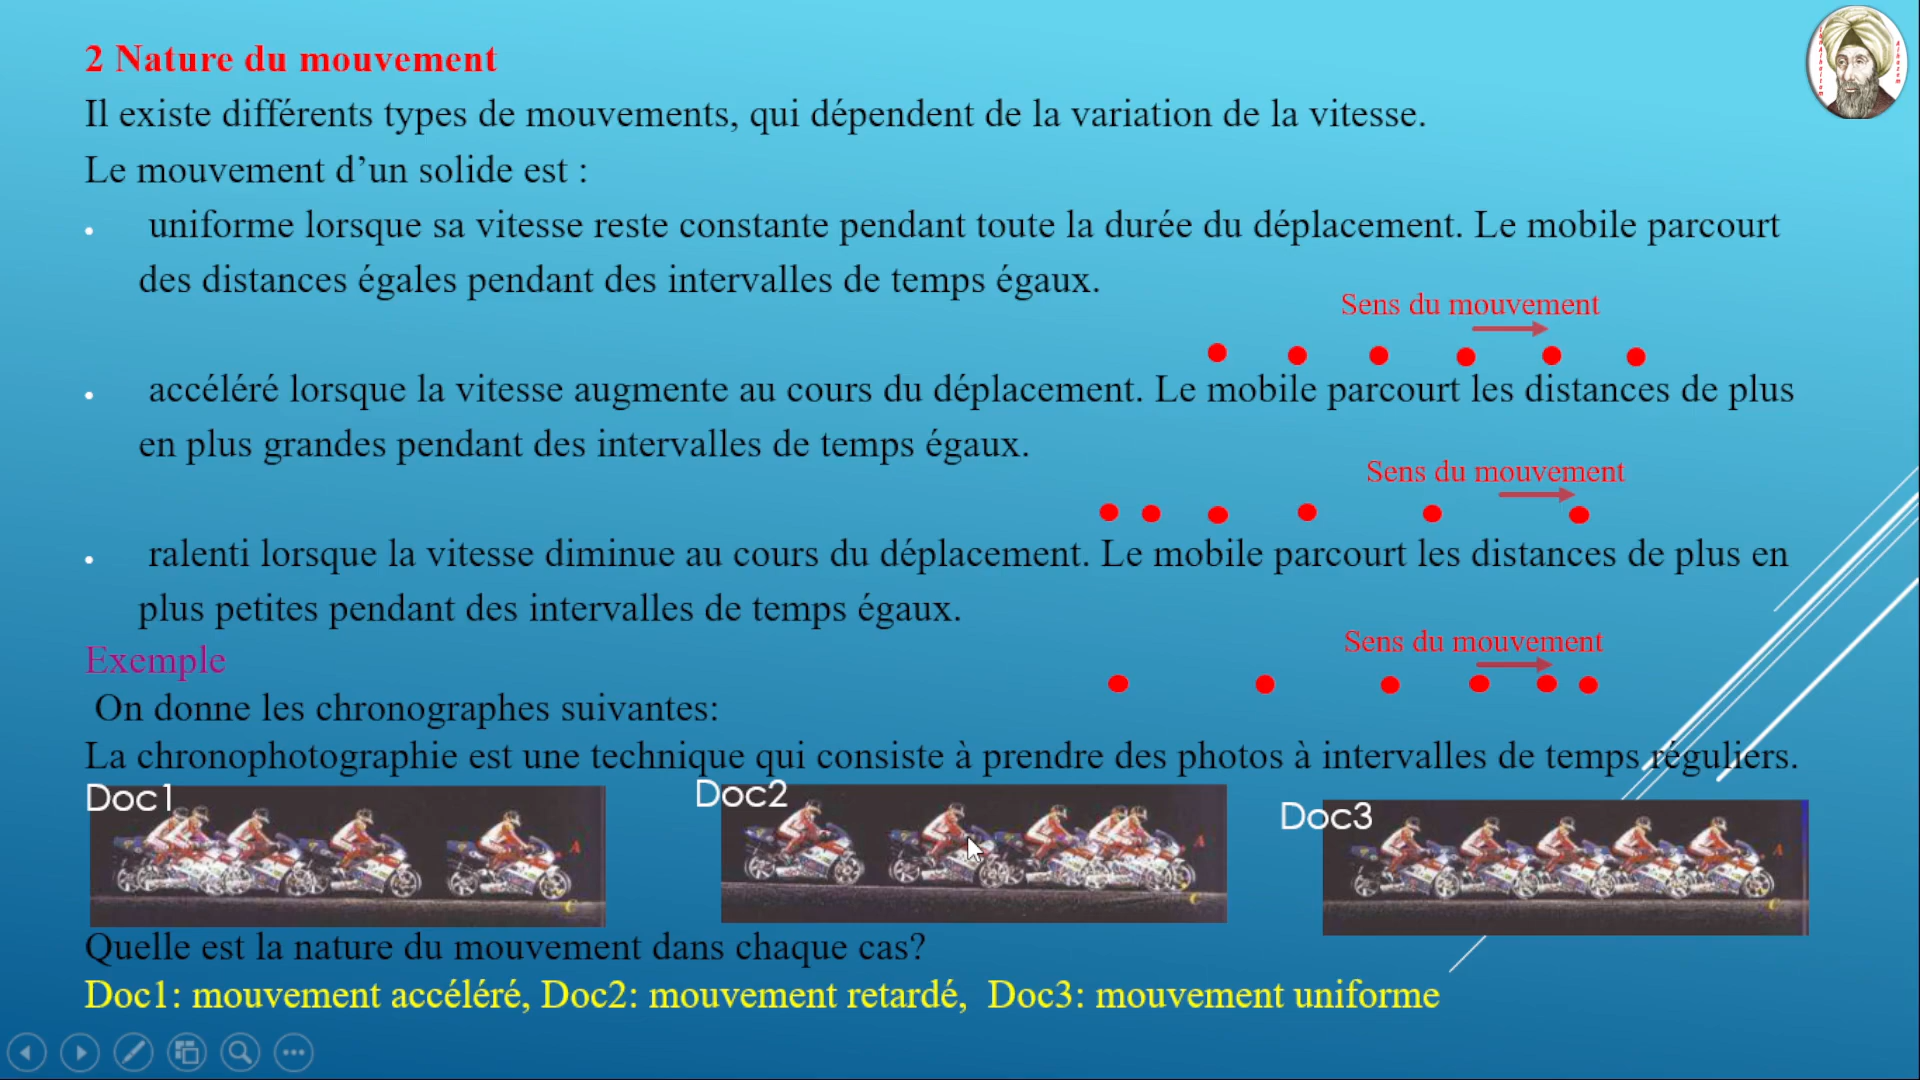 2 Nature du mouvement
Il existe différents types de mouvements, qui dépendent de la variation de la vitesse.
Le mouvement d’un solide est :
• uniforme lorsque sa vitesse reste constante pendant toute la durée du déplacement. Le mobile parcourt
des distances égales pendant des intervalles de temps égaux.
Sens du mouvement
• accéléré lorsque la vitesse augmente au cours du déplacement. Le mobile parcourt les distances de plus
en plus grandes pendant des intervalles de temps égaux.
Sens du mouvement
• ralenti lorsque la vitesse diminue au cours du déplacement. Le mobile parcourt les distances de plus en
plus petites pendant des intervalles de temps égaux.
Sens du mouvement
Exemple
On donne les chronographes suivantes:
La chronophotographie est une technique qui consiste à prendre des photos à intervalles de temps réguliers.
Doc1
A
C
Doc2
A
C
Doc3
A
C
Quelle est la nature du mouvement dans chaque cas?
Doc1: mouvement accéléré, Doc2: mouvement retardé, Doc3: mouvement uniforme